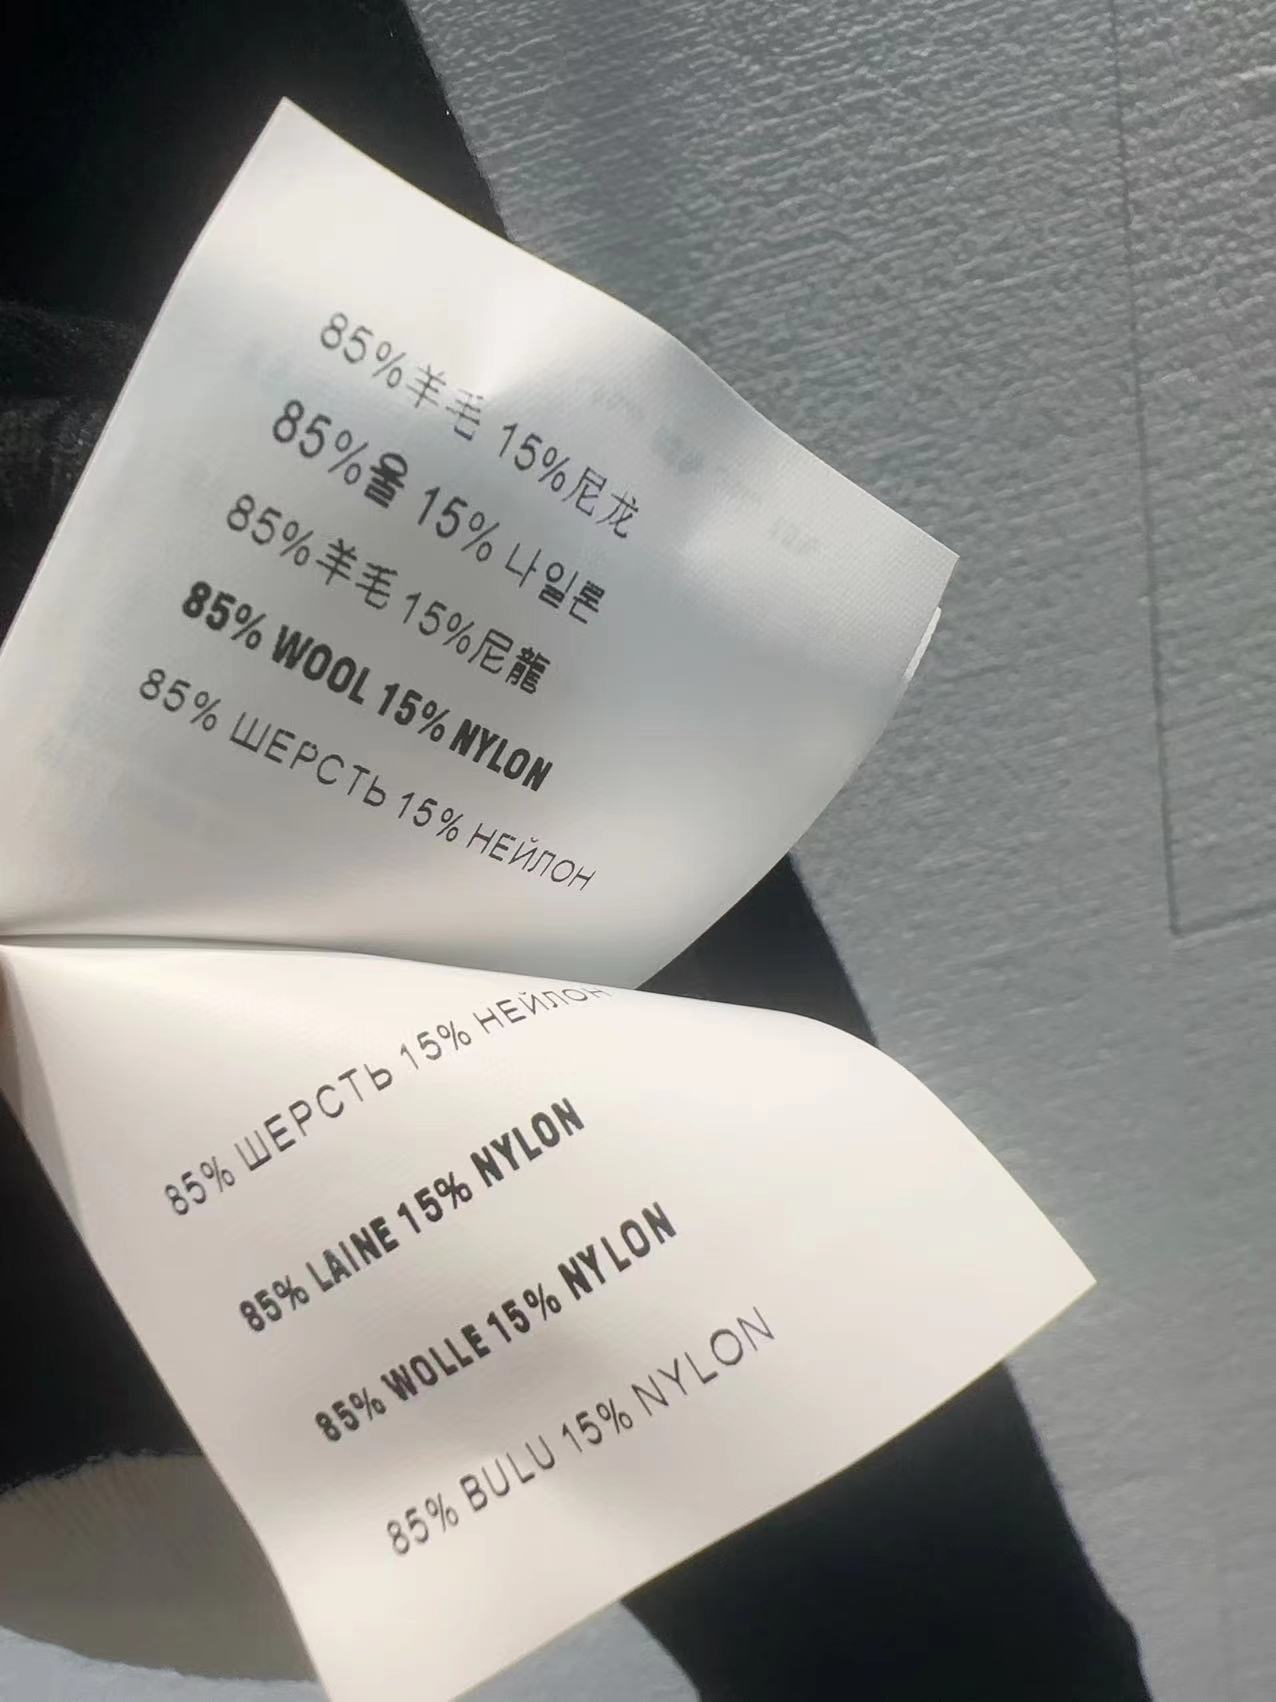 85%羊毛 15%尼龙
85%울 15% 나일론
85%羊毛 15%尼龍
85% WOOL 15% NYLON
85% ШЕРСТЬ 15% НЕЙЛОН
85% ШЕРСТЬ 15% НЕЙЛОН
85% LAINE 15% NYLON
85% WOLLE 15% NYLON
85% BULU 15% NYLON